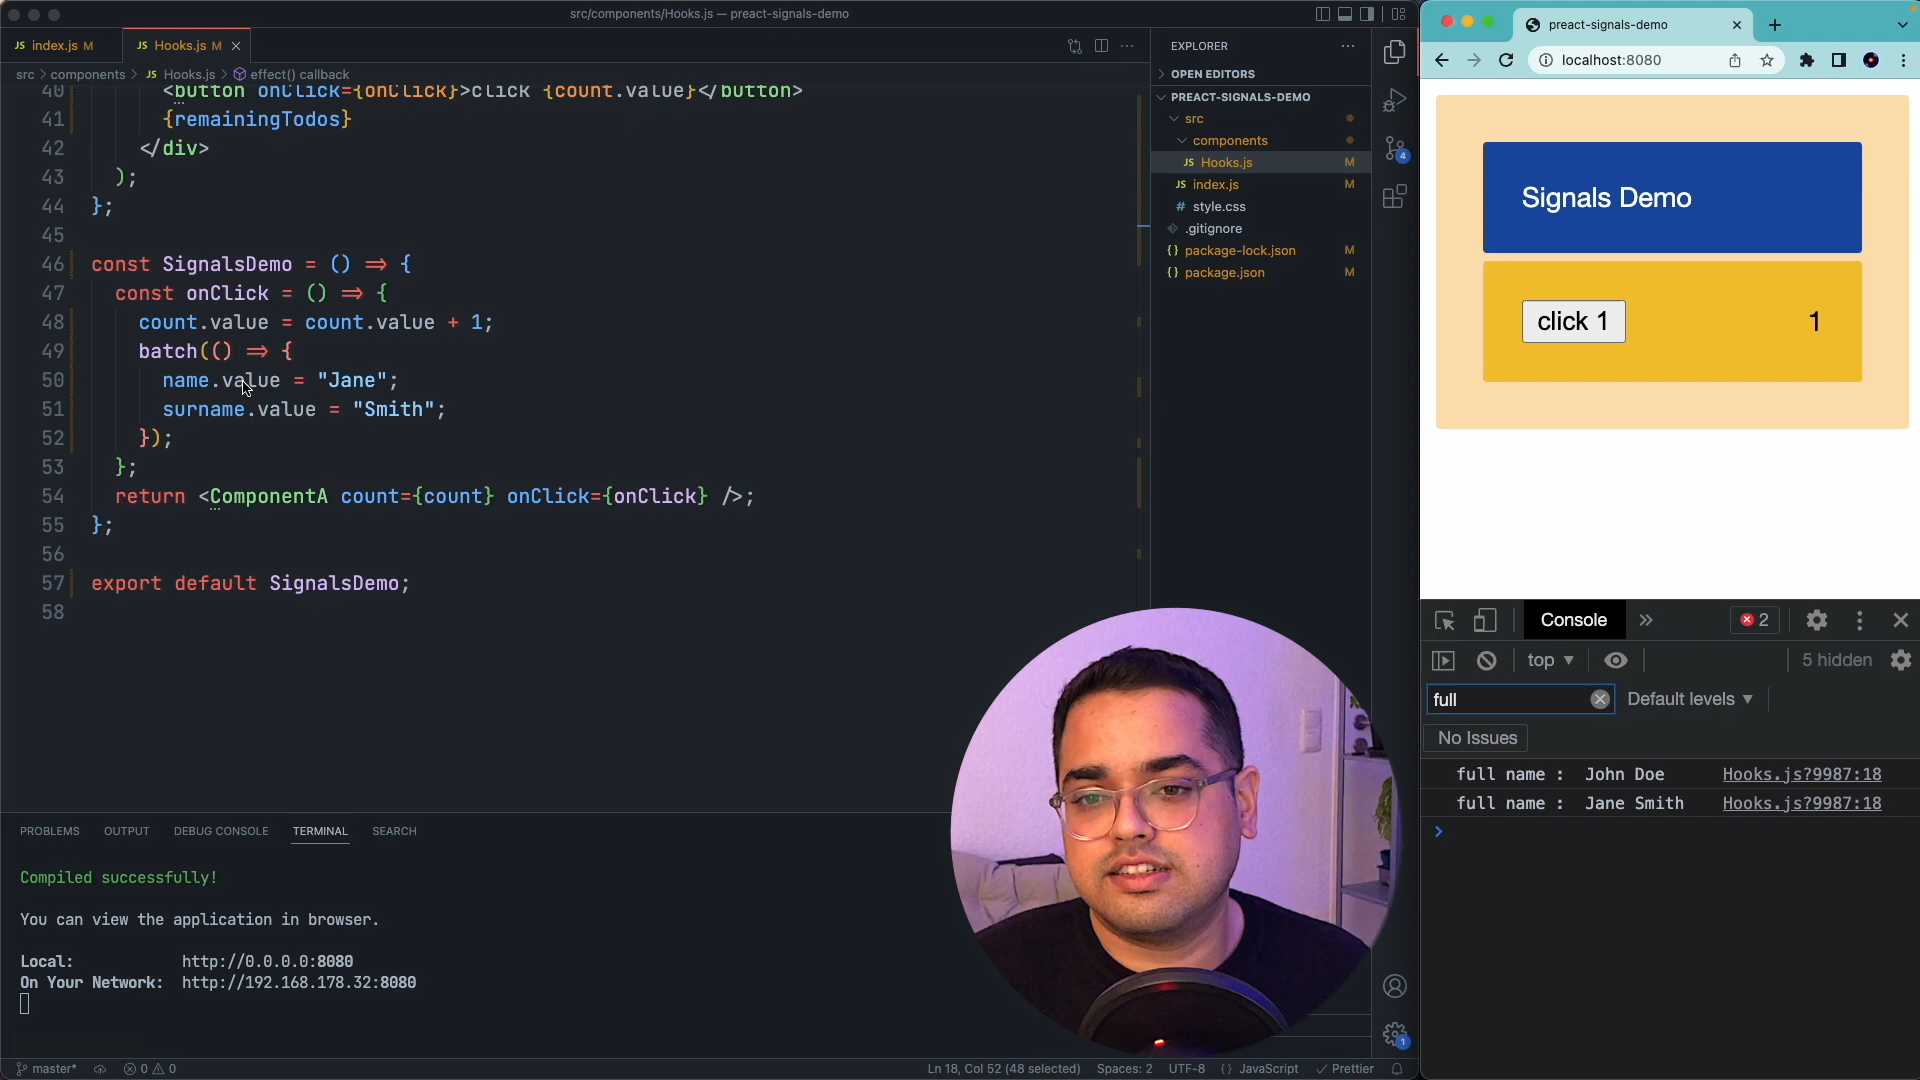 src/components/Hooks.js — preact-signals-demo
JS index.js M
JS Hooks.js M
src > components > JS Hooks.js > effect() callback
40 <button onClick={onClick}>click {count.value}</button>
41 {remainingTodos}
42 </div>
43 );
44 };
45
46 const SignalsDemo = () => {
47 const onClick = () => {
48 count.value = count.value + 1;
49 batch(() => {
50 name.value = "Jane";
51 surname.value = "Smith";
52 });
53 };
54 return <ComponentA count={count} onClick={onClick} />;
55 };
56
57 export default SignalsDemo;
58
PROBLEMS OUTPUT DEBUG CONSOLE TERMINAL SEARCH
Compiled successfully!
You can view the application in browser.
Local: http://0.0.0.0:8080
On Your Network: http://192.168.178.32:8080
master* 0 0
Ln 18, Col 52 (48 selected) Spaces: 2 UTF-8 {} JavaScript Prettier
EXPLORER
OPEN EDITORS
PREACT-SIGNALS-DEMO
src
components
JS Hooks.js M
JS index.js M
# style.css
.gitignore
{} package-lock.json M
{} package.json M
4
1
preact-signals-demo
localhost:8080
Signals Demo
click 1 1
Console 2
top 5 hidden
full Default levels
No Issues
full name : John Doe Hooks.js?9987:18
full name : Jane Smith Hooks.js?9987:18